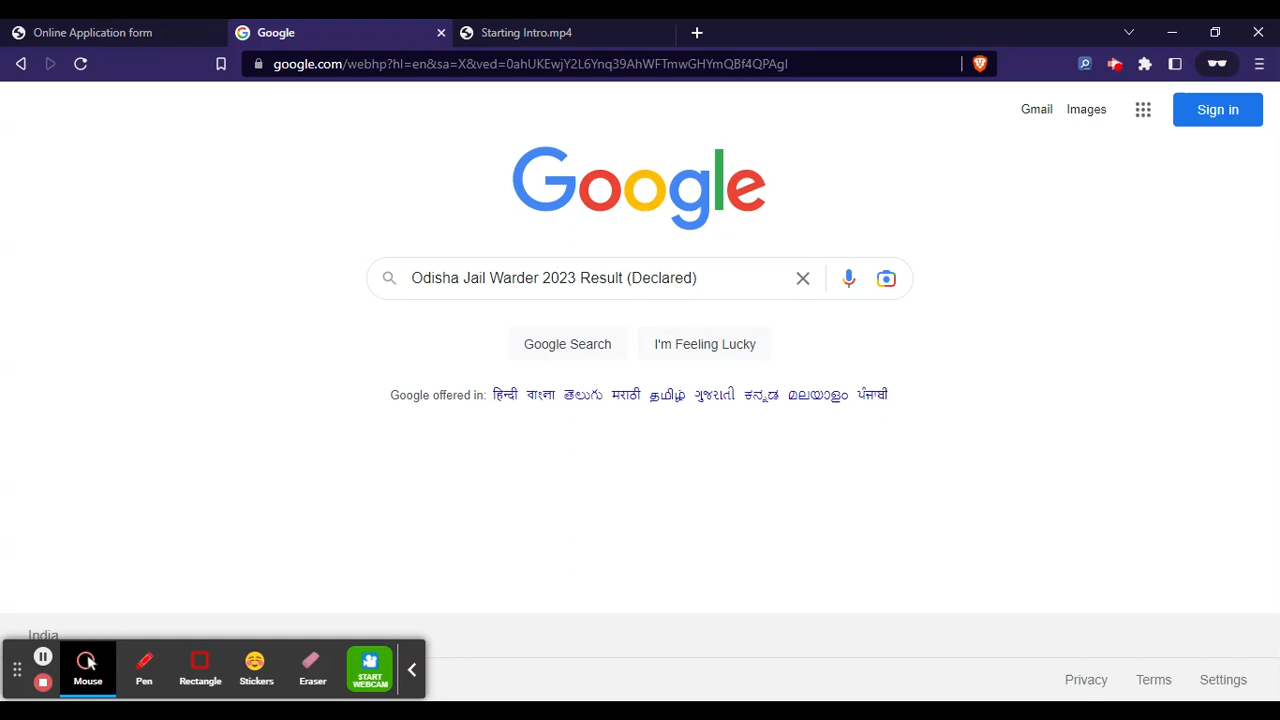 Online Application form
Google
Starting Intro.mp4
google.com/webhp?hl=en&sa=X&ved=0ahUKEwjY2L6Ynq39AhWFTmwGHYmQBf4QPAgI
Gmail
Images
Sign in
Google
Odisha Jail Warder 2023 Result (Declared)
Google Search
I'm Feeling Lucky
Google offered in: हिन्दी বাংলা తెలుగు मराठी தமிழ் ગુજરાતી ಕನ್ನಡ മലയാളം ਪੰਜਾਬੀ
India
Mouse
Pen
Rectangle
Stickers
Eraser
START
WEBCAM
Privacy
Terms
Settings